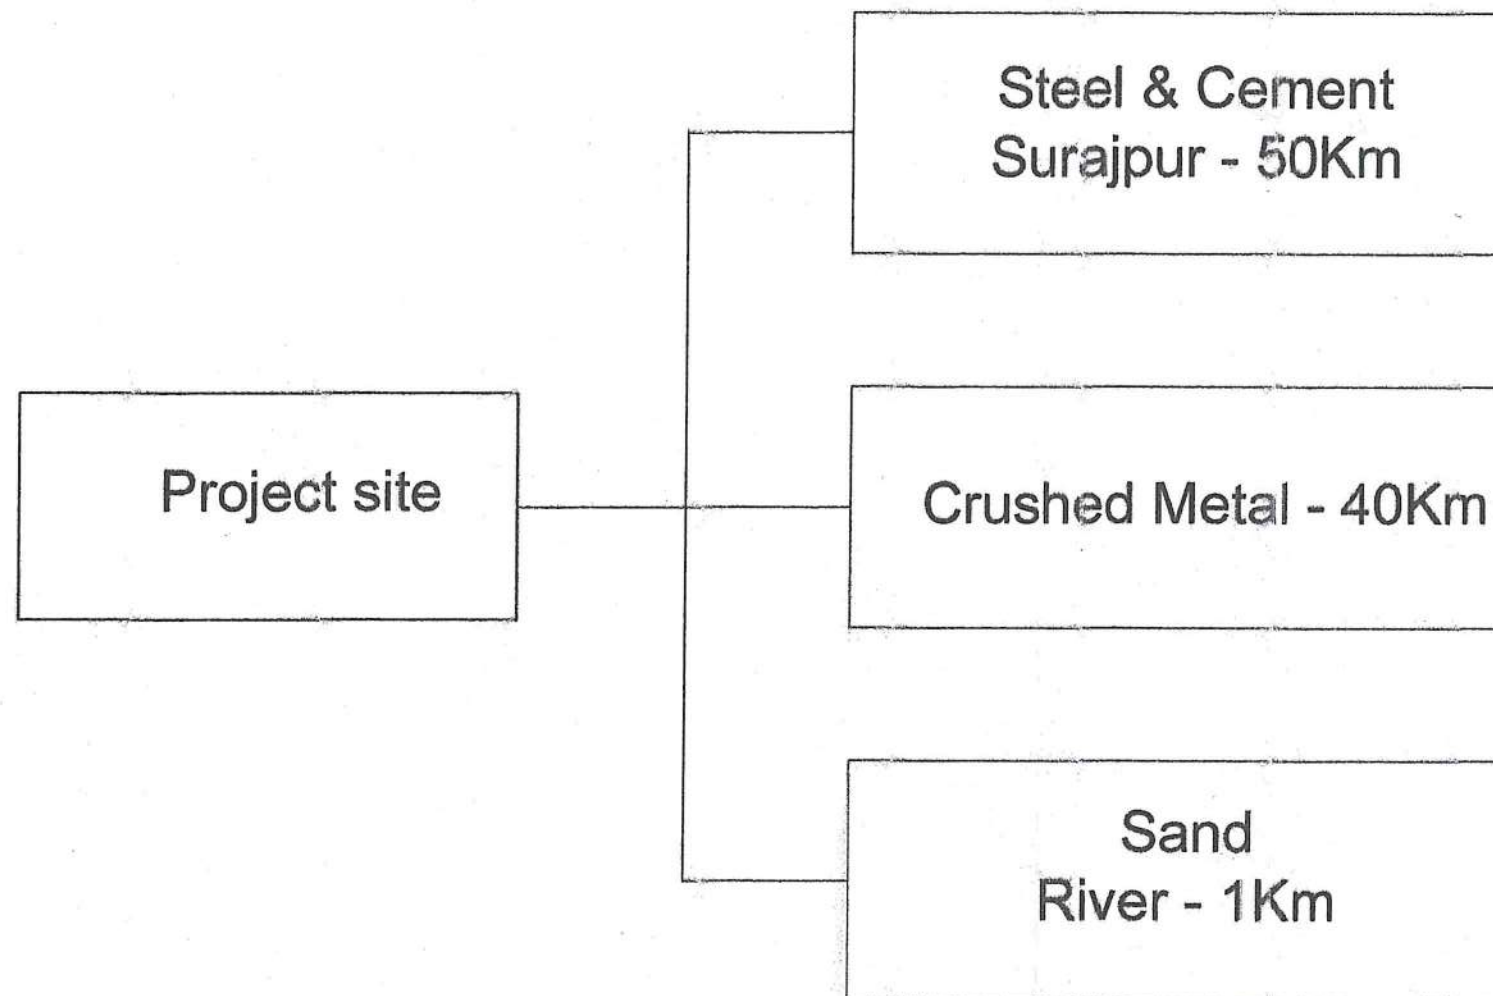 Steel & Cement
Surajpur - 50Km
Project site
Crushed Metal - 40Km
Sand
River - 1Km